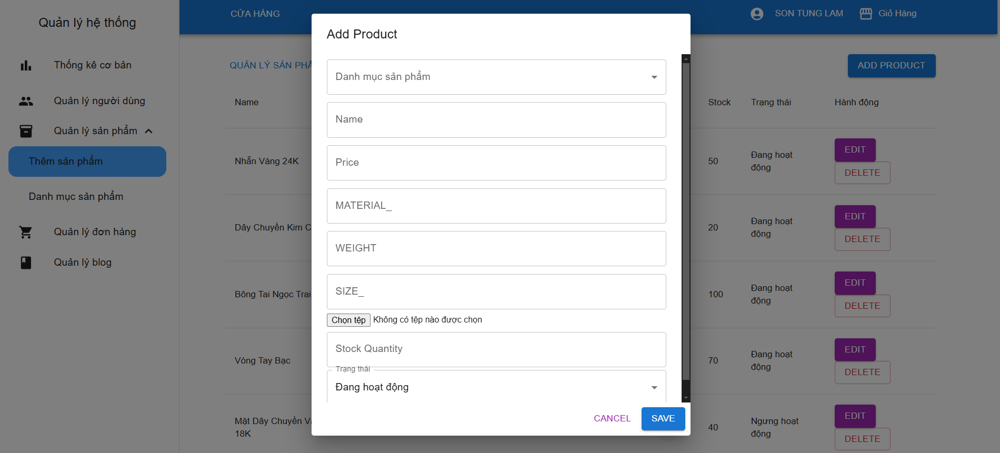 Quản lý hệ thống
Thống kê cơ bản
Quản lý người dùng
Quản lý sản phẩm
Thêm sản phẩm
Danh mục sản phẩm
Quản lý đơn hàng
Quản lý blog
CỬA HÀNG
SON TUNG LAM
Giỏ Hàng
QUẢN LÝ SẢN
ADD PRODUCT
Name
Stock
Trạng thái
Hành động
Nhẫn Vàng 24K
50
Đang hoạt
động
EDIT
DELETE
Dây Chuyền Kim
20
Đang hoạt
động
EDIT
DELETE
Bông Tai Ngọc Trai
100
Đang hoạt
động
EDIT
DELETE
Vòng Tay Bạc
70
Đang hoạt
động
EDIT
DELETE
Mặt Dây Chuyền
18K
40
Ngưng hoạt
động
EDIT
DELETE
Add Product
Danh mục sản phẩm
Name
Price
MATERIAL_
WEIGHT
SIZE_
Chọn tệp Không có tệp nào được chọn
Stock Quantity
Trạng thái
Đang hoạt động
CANCEL
SAVE